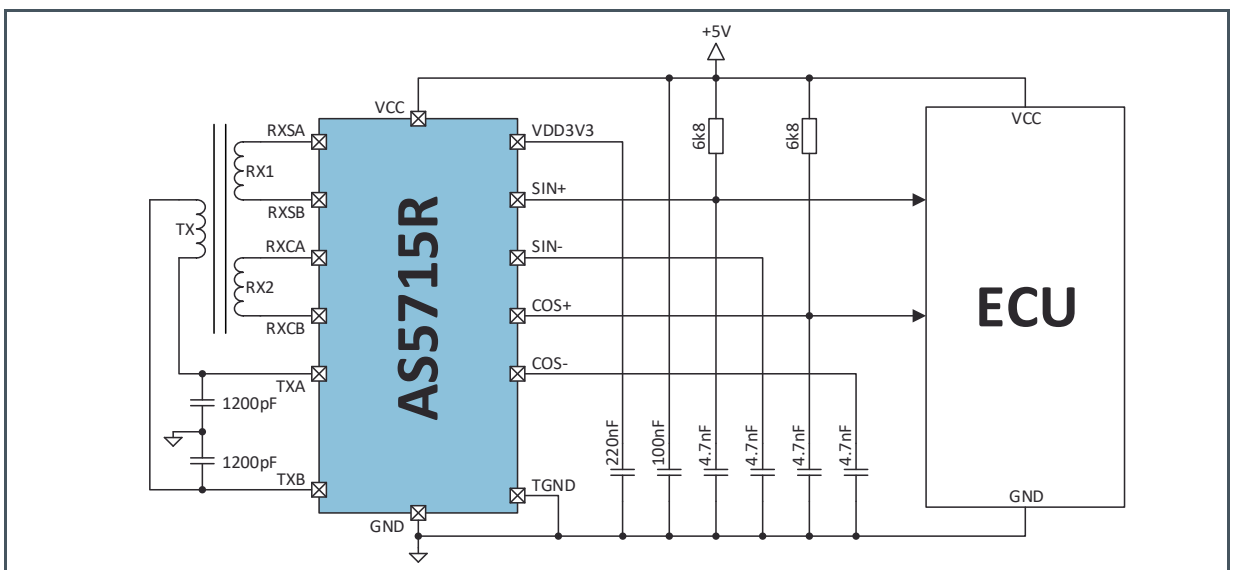 +5V
VCC
VCC
RXSA
VDD3V3
6k8
6k8
RX1
SIN+
RXSB
TX
RXCA
SIN-
RX2
COS+
RXCB
AS5715R
ECU
COS-
TXA
1200pF
220nF
100nF
4.7nF
4.7nF
4.7nF
4.7nF
1200pF
TXB
TGND
GND
GND